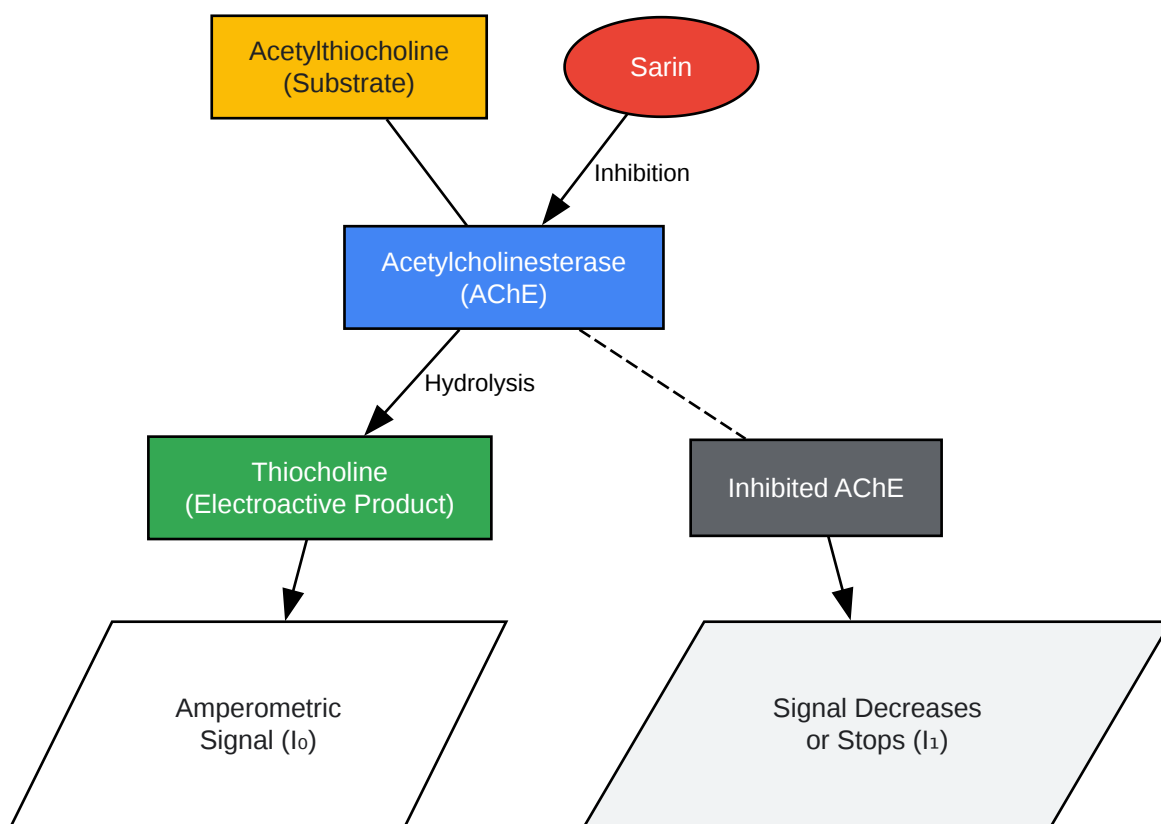 Acetylthiocholine
(Substrate)
Sarin
Inhibition
Acetylcholinesterase
(AChE)
Hydrolysis
Thiocholine
(Electroactive Product)
Inhibited AChE
Amperometric
Signal (I₀)
Signal Decreases
or Stops (I₁)